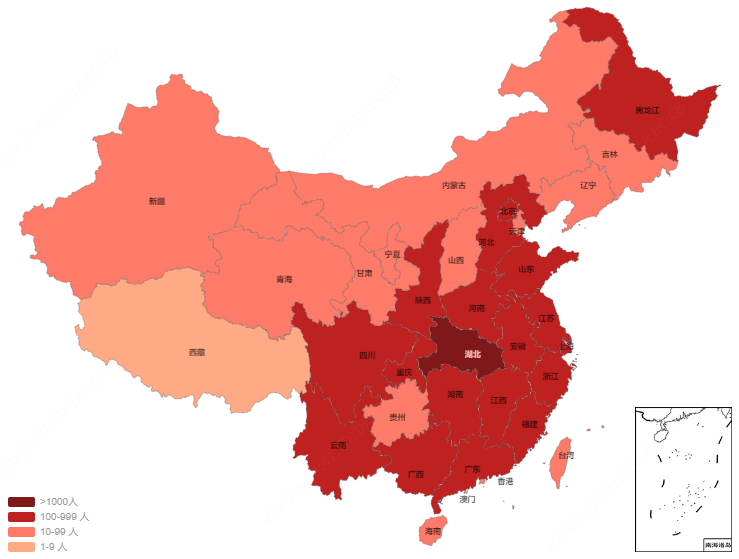 黑龙江
吉林
辽宁
内蒙古
新疆
北京
天津
河北
宁夏
山西
山东
青海
甘肃
陕西
河南
江苏
西藏
四川
湖北
安徽
上海
重庆
浙江
湖南
江西
贵州
福建
云南
台湾
广西
广东
香港
澳门
海南
>1000人
100-999 人
10-99 人
1-9 人
南海诸岛